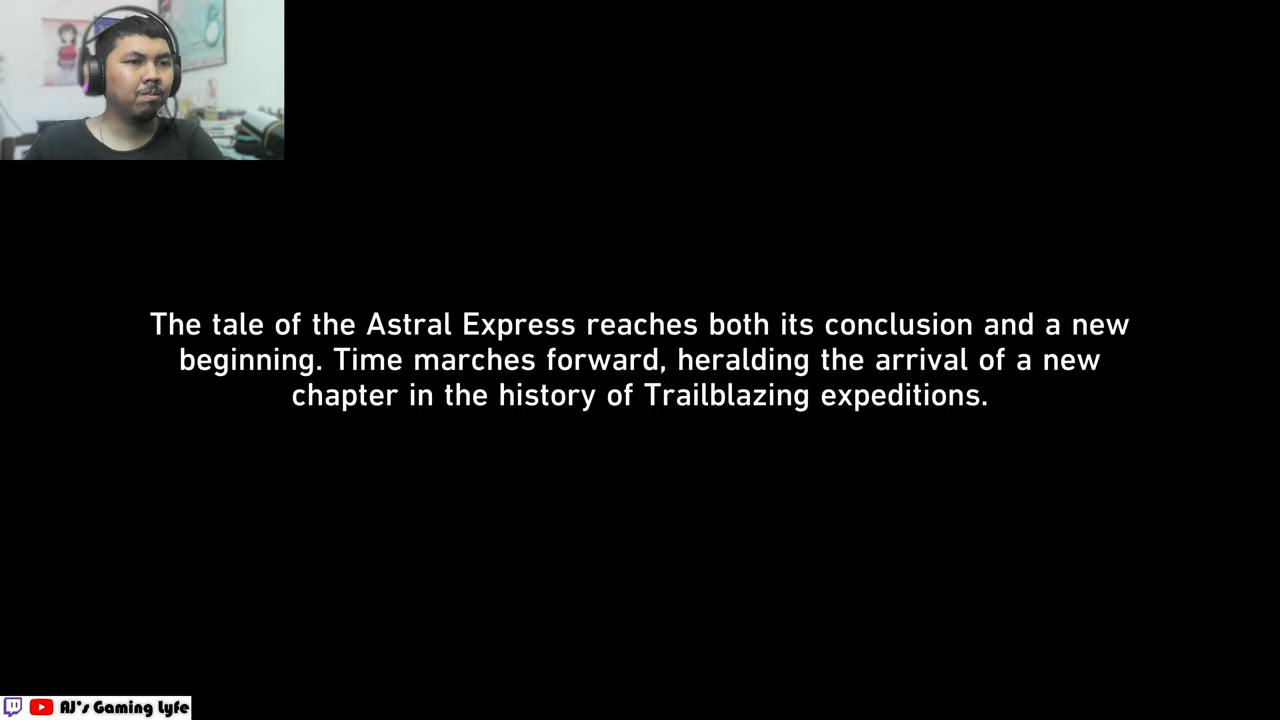 The tale of the Astral Express reaches both its conclusion and a new
beginning. Time marches forward, heralding the arrival of a new
chapter in the history of Trailblazing expeditions.
AJ's Gaming Lyfe